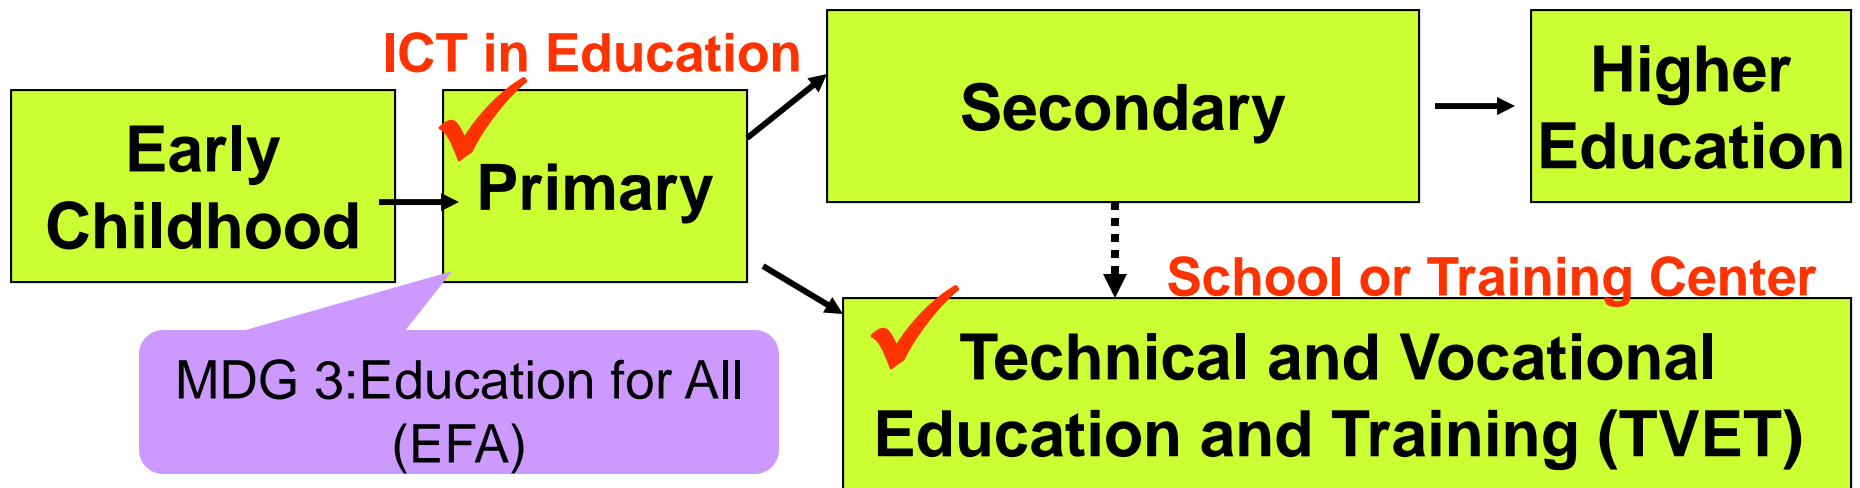 ICT in Education
Early
Childhood
Primary
Secondary
Higher
Education
School or Training Center
Technical and Vocational
Education and Training (TVET)
MDG 3:Education for All
(EFA)